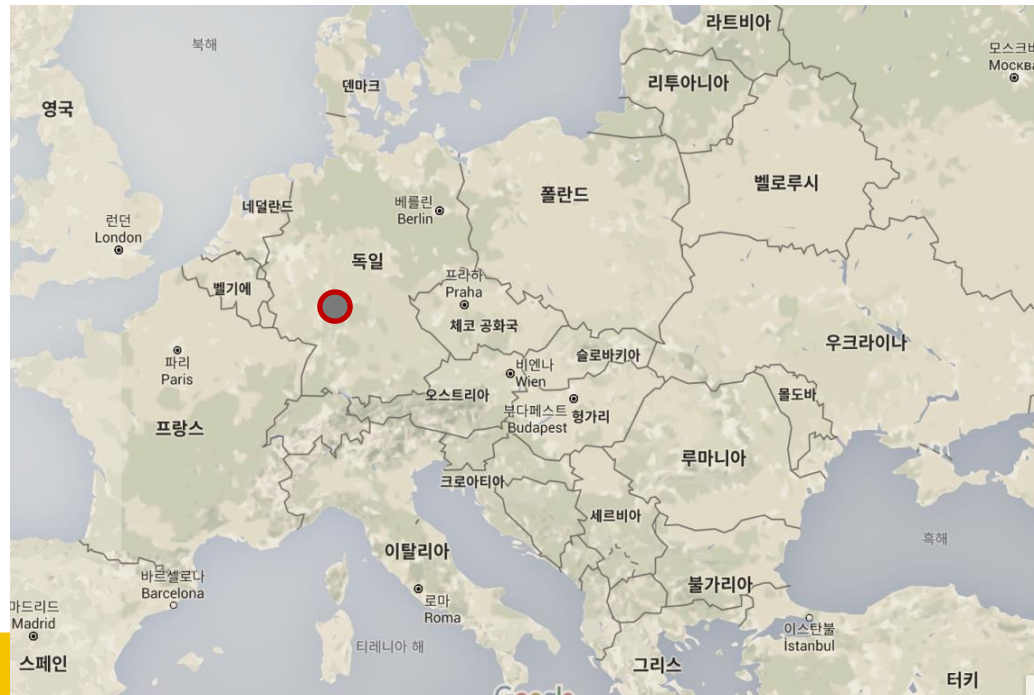 라트비아
북해
모스크바
Москва
덴마크
리투아니아
영국
벨로루시
폴란드
네덜란드
베를린
Berlin
런던
London
독일
프라하
Praha
벨기에
체코 공화국
우크라이나
슬로바키아
파리
Paris
비엔나
Wien
오스트리아
몰도바
부다페스트
Budapest
헝가리
프랑스
루마니아
크로아티아
세르비아
흑해
이탈리아
바르셀로나
Barcelona
불가리아
로마
Roma
마드리드
Madrid
이스탄불
İstanbul
티레니아 해
스페인
그리스
터키
Google